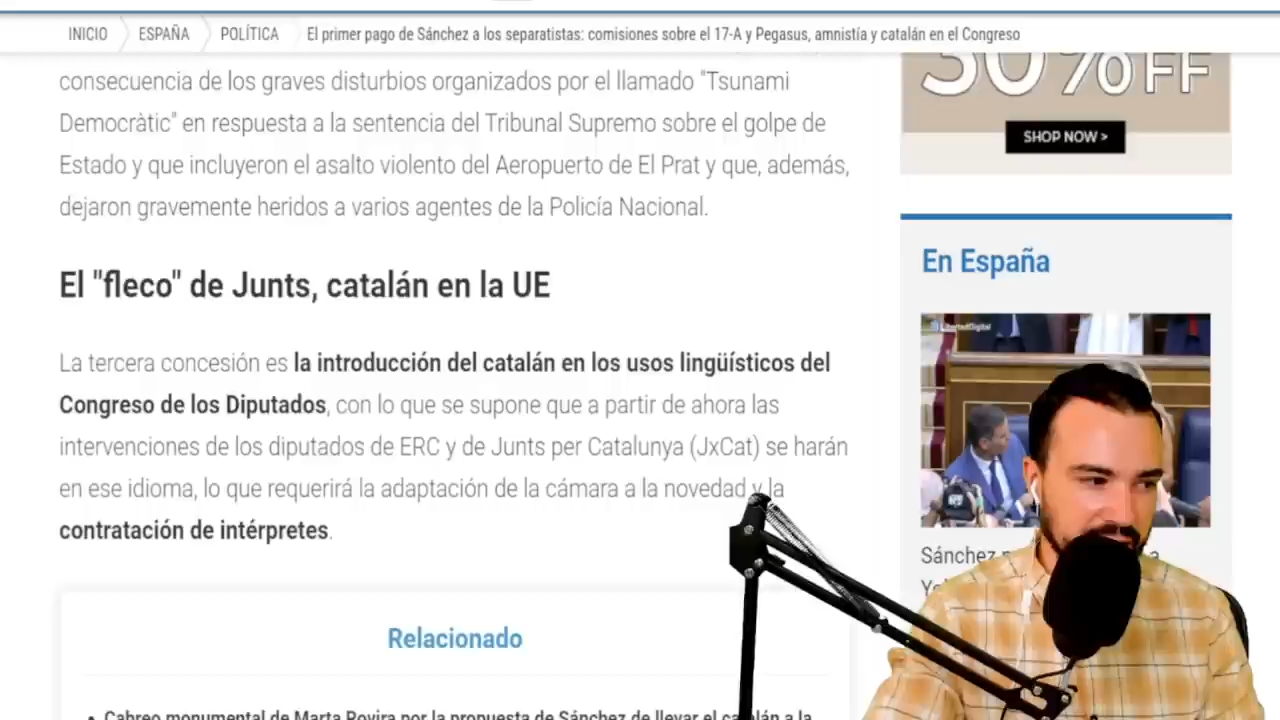 INICIO
ESPAÑA
POLÍTICA
El primer pago de Sánchez a los separatistas: comisiones sobre el 17-A y Pegasus, amnistía y catalán en el Congreso
consecuencia de los graves disturbios organizados por el llamado "Tsunami
Democràtic" en respuesta a la sentencia del Tribunal Supremo sobre el golpe de
Estado y que incluyeron el asalto violento del Aeropuerto de El Prat y que, además,
dejaron gravemente heridos a varios agentes de la Policía Nacional.
El "fleco" de Junts, catalán en la UE
La tercera concesión es la introducción del catalán en los usos lingüísticos del
Congreso de los Diputados, con lo que se supone que a partir de ahora las
intervenciones de los diputados de ERC y de Junts per Catalunya (JxCat) se harán
en ese idioma, lo que requerirá la adaptación de la cámara a la novedad y la
contratación de intérpretes.
Relacionado
• Cabreo monumental de Marta Rovira por la propuesta de Sánchez de llevar el catalán a la
30%FF
SHOP NOW >
En España
LibertadDigital
Sánchez
a